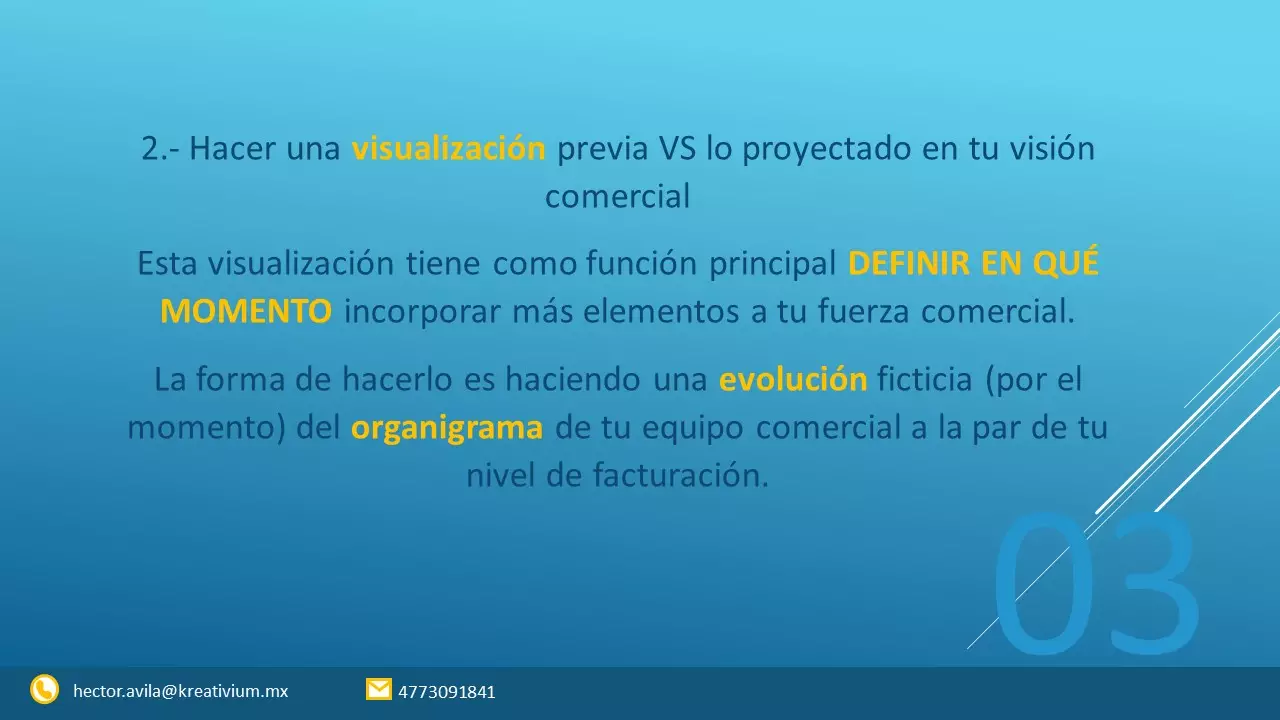 2.- Hacer una visualización previa VS lo proyectado en tu visión
comercial
Esta visualización tiene como función principal DEFINIR EN QUÉ
MOMENTO incorporar más elementos a tu fuerza comercial.
La forma de hacerlo es haciendo una evolución ficticia (por el
momento) del organigrama de tu equipo comercial a la par de tu
nivel de facturación.
03
hector.avila@kreativium.mx 4773091841